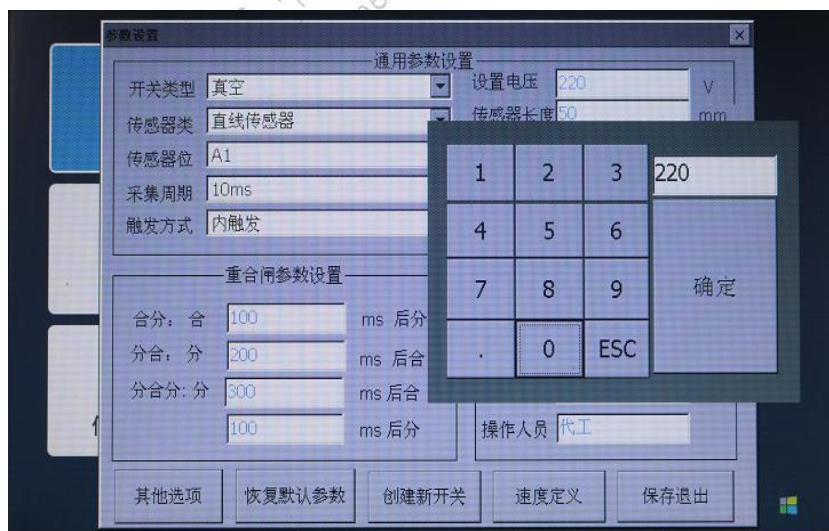 参数设置
通用参数设置
开关类型 真空 设置电压 220 V
传感器类 直线传感器 传感器长度 50 mm
传感器位 A1
采集周期 10ms
触发方式 内触发
1 2 3 220
4 5 6
7 8 9 确定
. 0 ESC
重合闸参数设置
合分：合 100 ms 后分
分合：分 200 ms 后合
分合分：分 300 ms 后合
100 ms 后分
操作人员 代工
其他选项 恢复默认参数 创建新开关 速度定义 保存退出